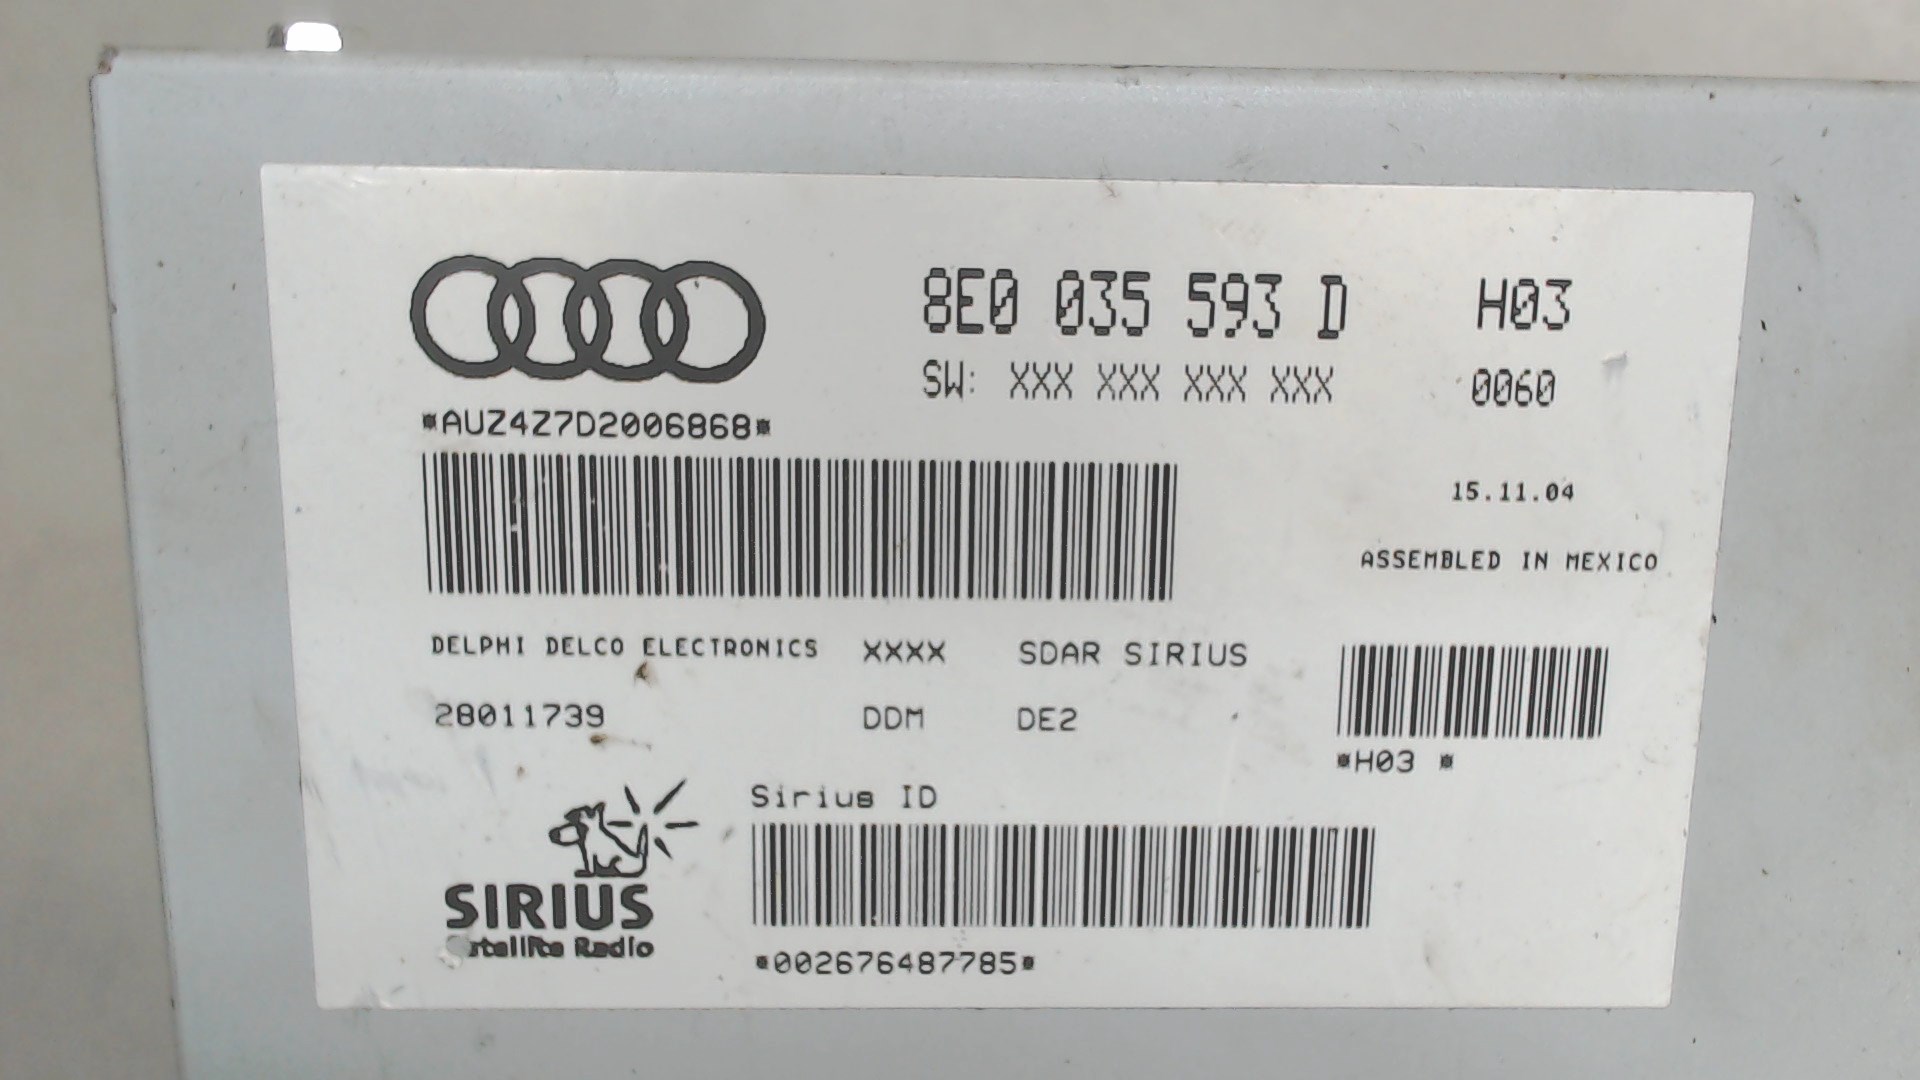 8E0 035 593 D H03
SW: XXX XXX XXX XXX 0060
*AUZ4Z7D2006868*
15.11.04
ASSEMBLED IN MEXICO
DELPHI DELCO ELECTRONICS XXXX SDAR SIRIUS
28011739 DDM DE2
*H03 *
Sirius ID
SIRIUS
Satellite Radio
*002676487785*